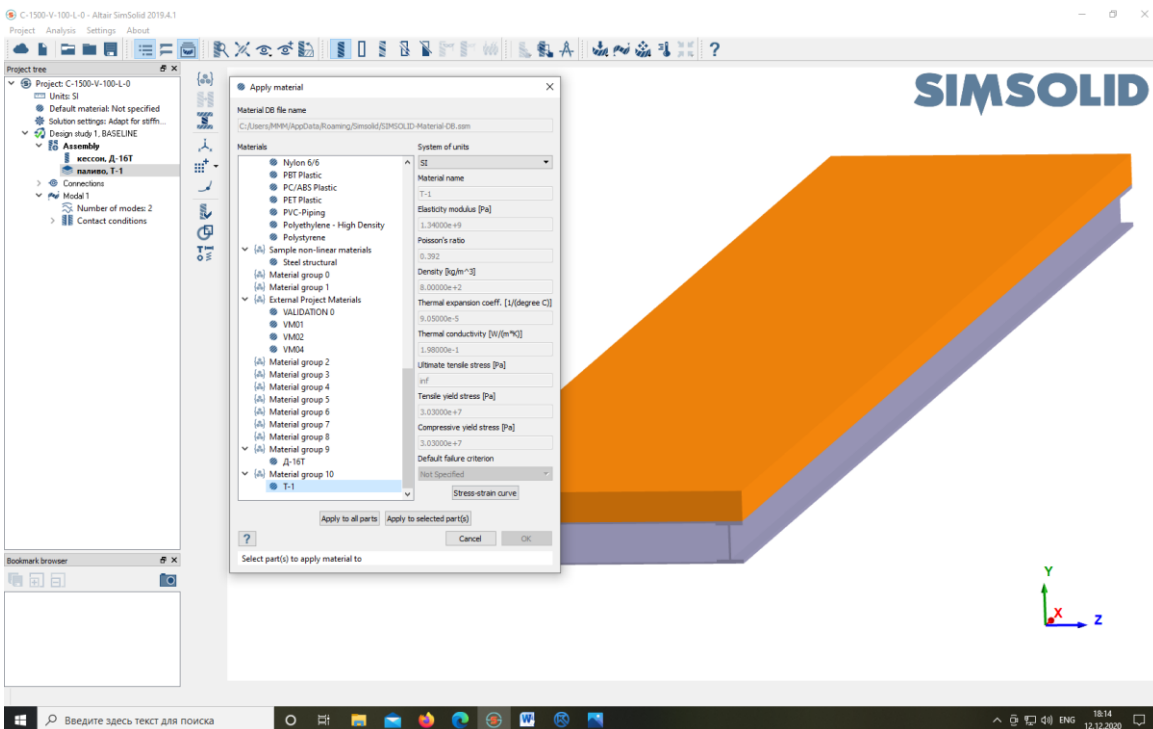 C-1500-V-100-L-0 - Altair SimSolid 2019.4.1
Project Analysis Settings About
Project tree
Project: C-1500-V-100-L-0
Units: SI
Default material: Not specified
Solution settings: Adapt for stiffn...
Design study 1, BASELINE
Assembly
кессон, Д-16Т
паливо, Т-1
Connections
Modal 1
Number of modes: 2
Contact conditions
Bookmark browser
Apply material
Material DB file name
C:/Users/MMM/AppData/Roaming/Simsolid/SIMSOLID-Material-DB.ssm
Materials
Nylon 6/6
PBT Plastic
PC/ABS Plastic
PET Plastic
PVC-Piping
Polyethylene - High Density
Polystyrene
Sample non-linear materials
Steel structural
Material group 0
Material group 1
External Project Materials
VALIDATION 0
VM01
VM02
VM04
Material group 2
Material group 3
Material group 4
Material group 5
Material group 6
Material group 7
Material group 8
Material group 9
Д-16Т
Material group 10
T-1
System of units
SI
Material name
T-1
Elasticity modulus [Pa]
1.34000e+9
Poisson's ratio
0.392
Density [kg/m^3]
8.00000e+2
Thermal expansion coeff. [1/(degree C)]
9.05000e-5
Thermal conductivity [W/(m*K)]
1.98000e-1
Ultimate tensile stress [Pa]
inf
Tensile yield stress [Pa]
3.03000e+7
Compressive yield stress [Pa]
3.03000e+7
Default failure criterion
Not Specified
Stress-strain curve
Apply to all parts Apply to selected part(s)
? Cancel OK
Select part(s) to apply material to
SIMSOLID
Y
X
Z
Введите здесь текст для поиска
ENG
18:14
12.12.2020